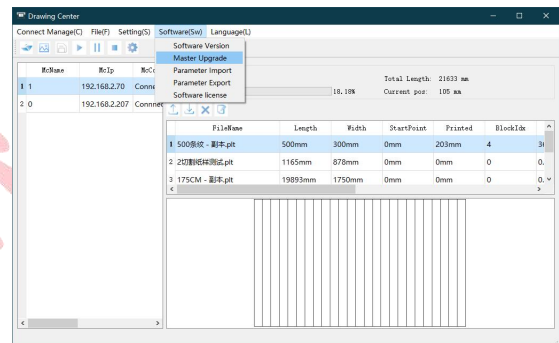 Drawing Center
Connect Manage(C) File(F) Setting(S) Software(Sw) Language(L)
Software Version
Master Upgrade
Parameter Import
Parameter Export
Software license
McName McIp
1 1 192.168.2.70
2 0 192.168.2.207
18.18%
Total Length: 21633 mm
Current pos: 105 mm
FileName Length Width StartPoint Printed BlockIdx
1 500条纹 - 副本.plt 500mm 300mm 0mm 203mm 4
2 2切割纸样测试.plt 1165mm 878mm 0mm 0mm 0
3 175CM - 副本.plt 19893mm 1750mm 0mm 0mm 0